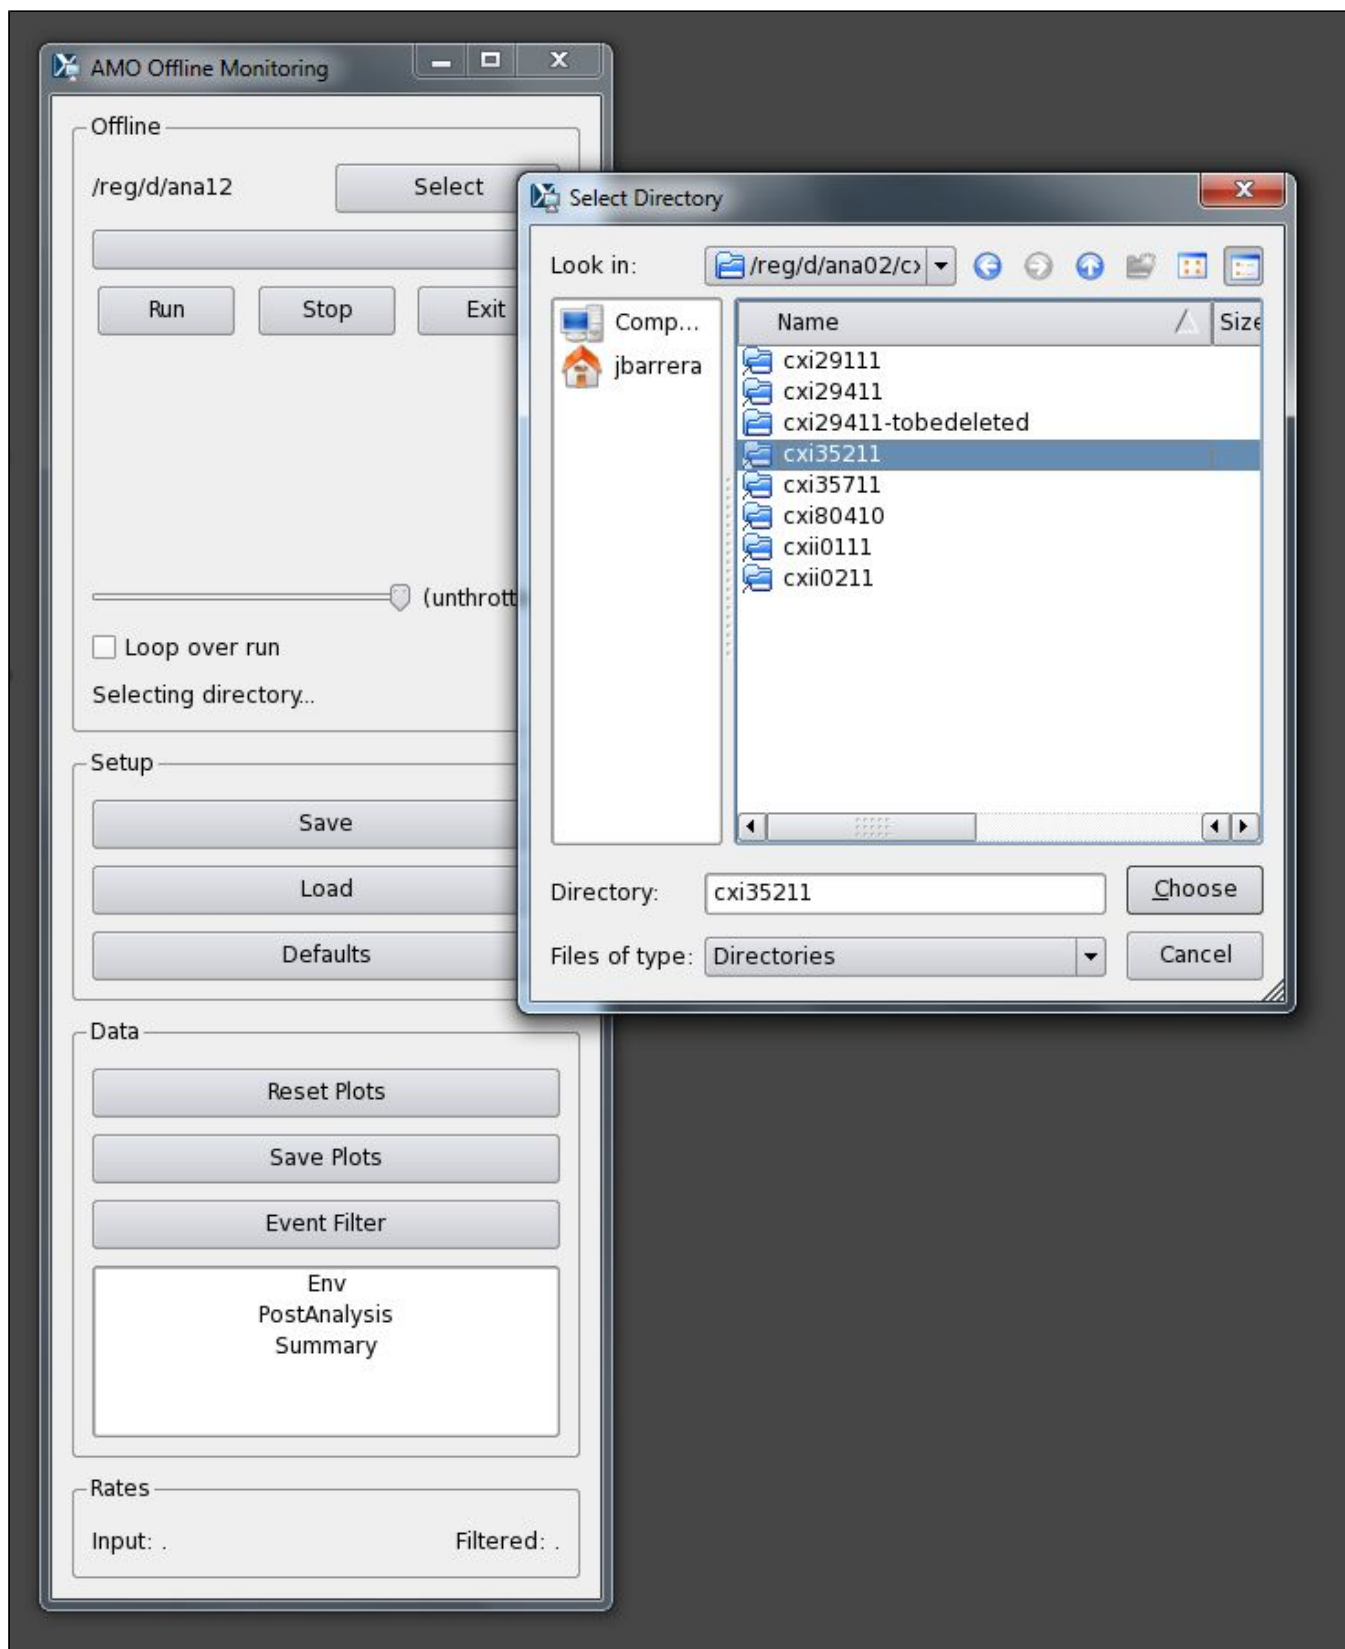 AMO Offline Monitoring
Offline
/reg/d/ana12
Select
Run
Stop
Exit
(unthrott
Loop over run
Selecting directory...
Setup
Save
Load
Defaults
Data
Reset Plots
Save Plots
Event Filter
Env
PostAnalysis
Summary
Rates
Input: .
Filtered: .
Select Directory
Look in:
/reg/d/ana02/cx
Comp...
jbarrera
Name
Size
cxi29111
cxi29411
cxi29411-tobedeleted
cxi35211
cxi35711
cxi80410
cxii0111
cxii0211
Directory:
cxi35211
Choose
Files of type:
Directories
Cancel